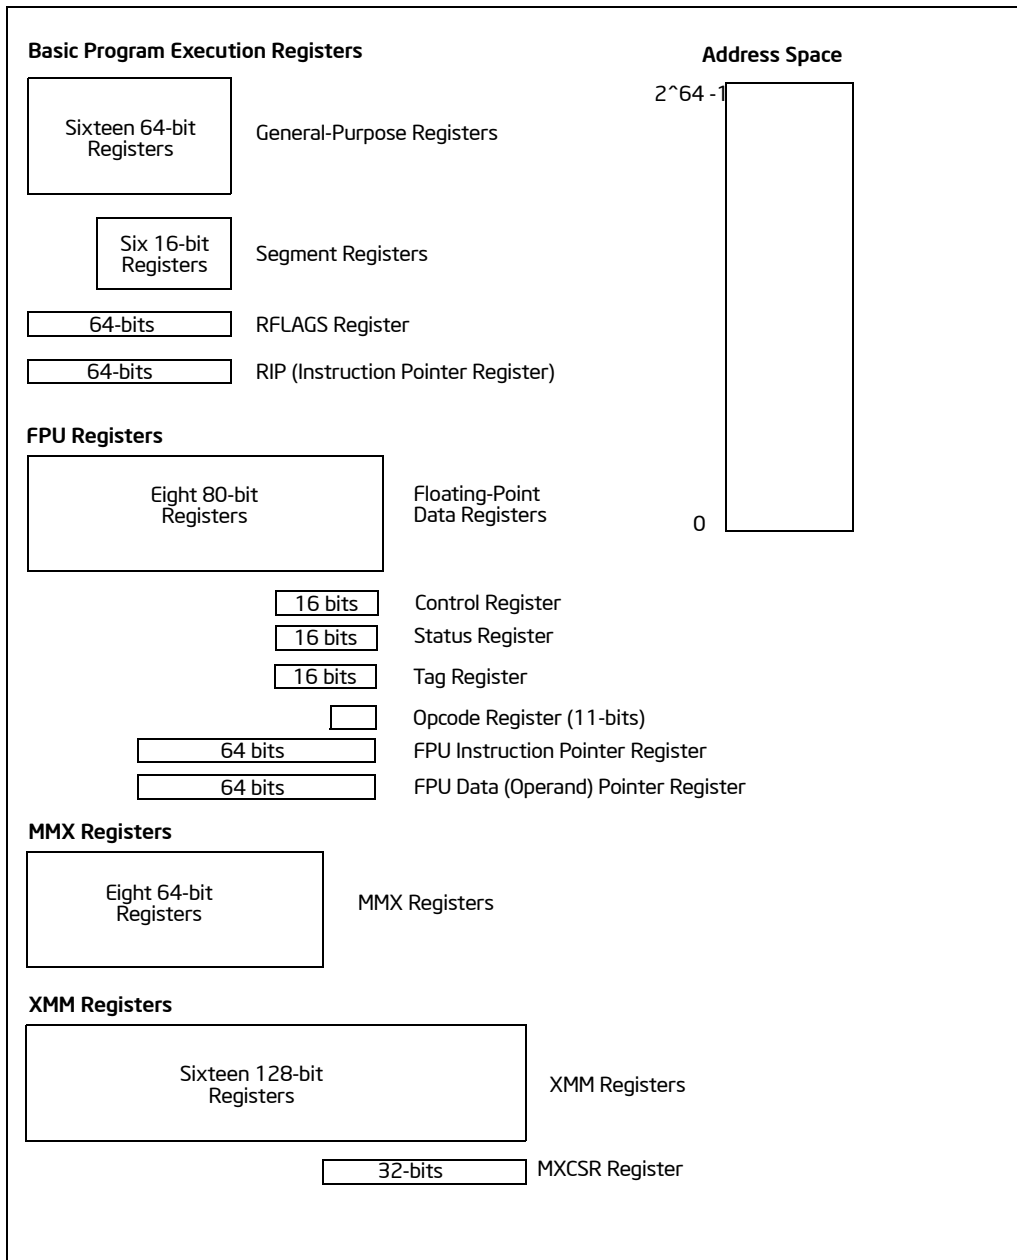 Basic Program Execution Registers
Address Space
2^64 -1
Sixteen 64-bit
Registers
General-Purpose Registers
Six 16-bit
Registers
Segment Registers
64-bits
RFLAGS Register
64-bits
RIP (Instruction Pointer Register)
FPU Registers
Eight 80-bit
Registers
Floating-Point
Data Registers
0
16 bits
Control Register
16 bits
Status Register
16 bits
Tag Register
Opcode Register (11-bits)
64 bits
FPU Instruction Pointer Register
64 bits
FPU Data (Operand) Pointer Register
MMX Registers
Eight 64-bit
Registers
MMX Registers
XMM Registers
Sixteen 128-bit
Registers
XMM Registers
32-bits
MXCSR Register